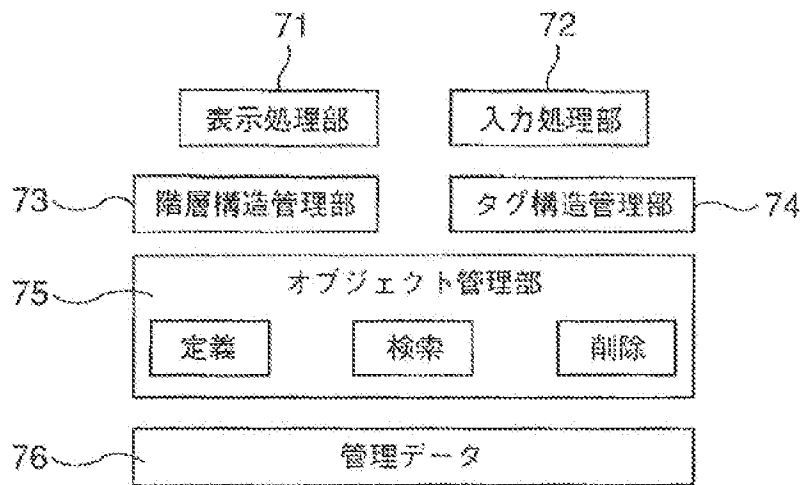 71 72
表示処理部 入力処理部
73 階層構造管理部 タグ構造管理部 74
75 オブジェクト管理部
定義 検索 削除
76 管理データ